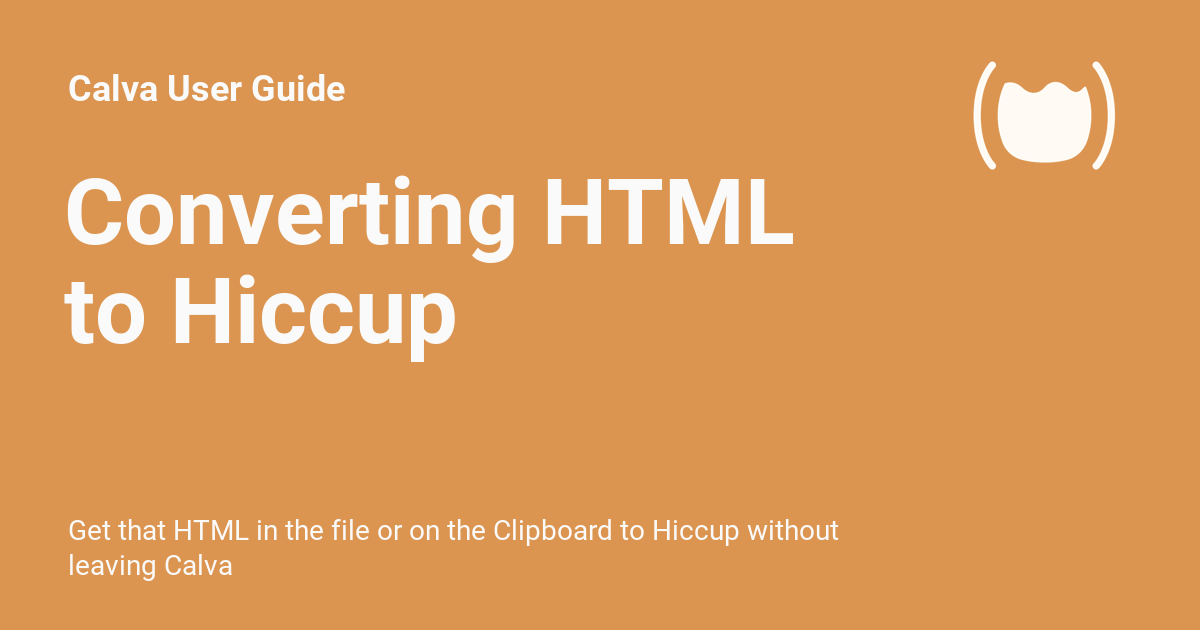 Calva User Guide
Converting HTML
to Hiccup
Get that HTML in the file or on the Clipboard to Hiccup without
leaving Calva